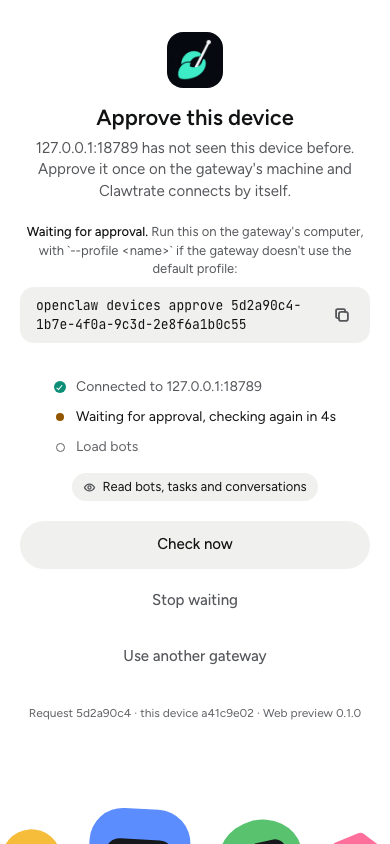 Approve this device
127.0.0.1:18789 has not seen this device before.
Approve it once on the gateway's machine and
Clawtrate connects by itself.
Waiting for approval. Run this on the gateway's computer,
with `--profile <name>` if the gateway doesn't use the
default profile:
openclaw devices approve 5d2a90c4-
1b7e-4f0a-9c3d-2e8f6a1b0c55
Connected to 127.0.0.1:18789
Waiting for approval, checking again in 4s
Load bots
Read bots, tasks and conversations
Check now
Stop waiting
Use another gateway
Request 5d2a90c4 · this device a41c9e02 · Web preview 0.1.0